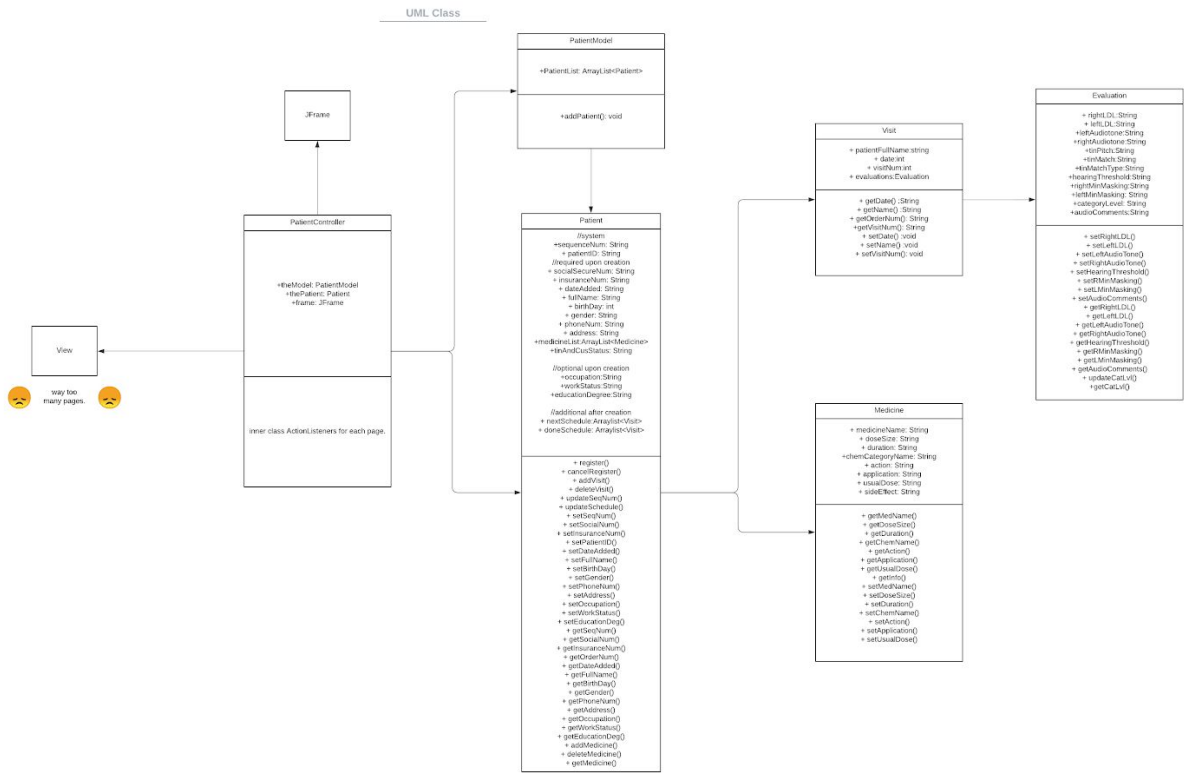 UML Class
PatientModel
+PatientList: ArrayList<Patient>
+addPatient(): void
JFrame
PatientController
+theModel: PatientModel
+thePatient: Patient
+frame: JFrame
inner class ActionListeners for each page.
View
way too
many pages.
Patient
//system
+sequenceNum: String
+ patientID: String
//required upon creation
+ socialSecureNum: String
+ insuranceNum: String
+ dateAdded: String
+ fullName: String
+ birthDay: int
+ gender: String
+ phoneNum: String
+ address: String
+medicineList:ArrayList<Medicine>
+tinAndCusStatus: String
//optional upon creation
+occupation:String
+workStatus:String
+educationDegree:String
//additional after creation
+ nextSchedule:Arraylist<Visit>
+ doneSchedule: Arraylist<Visit>
+ register()
+ cancelRegister()
+ addVisit()
+ deleteVisit()
+ updateSeqNum()
+ updateSchedule()
+ setSeqNum()
+ setSocialNum()
+ setInsuranceNum()
+ setPatientID()
+ setDateAdded()
+ setFullName()
+ setBirthDay()
+ setGender()
+ setPhoneNum()
+ setAddress()
+ setOccupation()
+ setWorkStatus()
+ setEducationDeg()
+ getSeqNum()
+ getSocialNum()
+ getInsuranceNum()
+ getOrderNum()
+ getDateAdded()
+ getFullName()
+ getBirthDay()
+ getGender()
+ getPhoneNum()
+ getAddress()
+ getOccupation()
+ getWorkStatus()
+ getEducationDeg()
+ addMedicine()
+ deleteMedicine()
+ getMedicine()
Visit
+ patientFullName:string
+ date:int
+ visitNum:int
+ evaluations:Evaluation
+ getDate() ;String
+ getName() ;String
+ getOrderNum(): String
+getVisitNum(): String
+ setDate() :void
+ setName() :void
+ setVisitNum(): void
Medicine
+ medicineName: String
+ doseSize: String
+ duration: String
+chemCategoryName: String
+ action: String
+ application: String
+ usualDose: String
+ sideEffect: String
+ getMedName()
+ getDoseSize()
+ getDuration()
+ getChemName()
+ getAction()
+ getApplication()
+ getUsualDose()
+ getInfo()
+ setMedName()
+ setDoseSize()
+ setDuration()
+ setChemName()
+ setAction()
+ setApplication()
+ setUsualDose()
Evaluation
+ rightLDL:String
+ leftLDL:String
+leftAudiotone:String
+rightAudiotone:String
+tinPitch:String
+tinMatch:String
+tinMatchType:String
+hearingThreshold:String
+rightMinMasking:String
+leftMinMasking: String
+categoryLevel: String
+audioComments:String
+ setRightLDL()
+ setLeftLDL()
+ setLeftAudioTone()
+ setRightAudioTone()
+ setHearingThreshold()
+ setRMinMasking()
+ setLMinMasking()
+ setAudioComments()
+ getRightLDL()
+ getLeftLDL()
+ getLeftAudioTone()
+ getRightAudioTone()
+ getHearingThreshold()
+ getRMinMasking()
+ getLMinMasking()
+ getAudioComments()
+ updateCatLvl()
+getCatLvl()